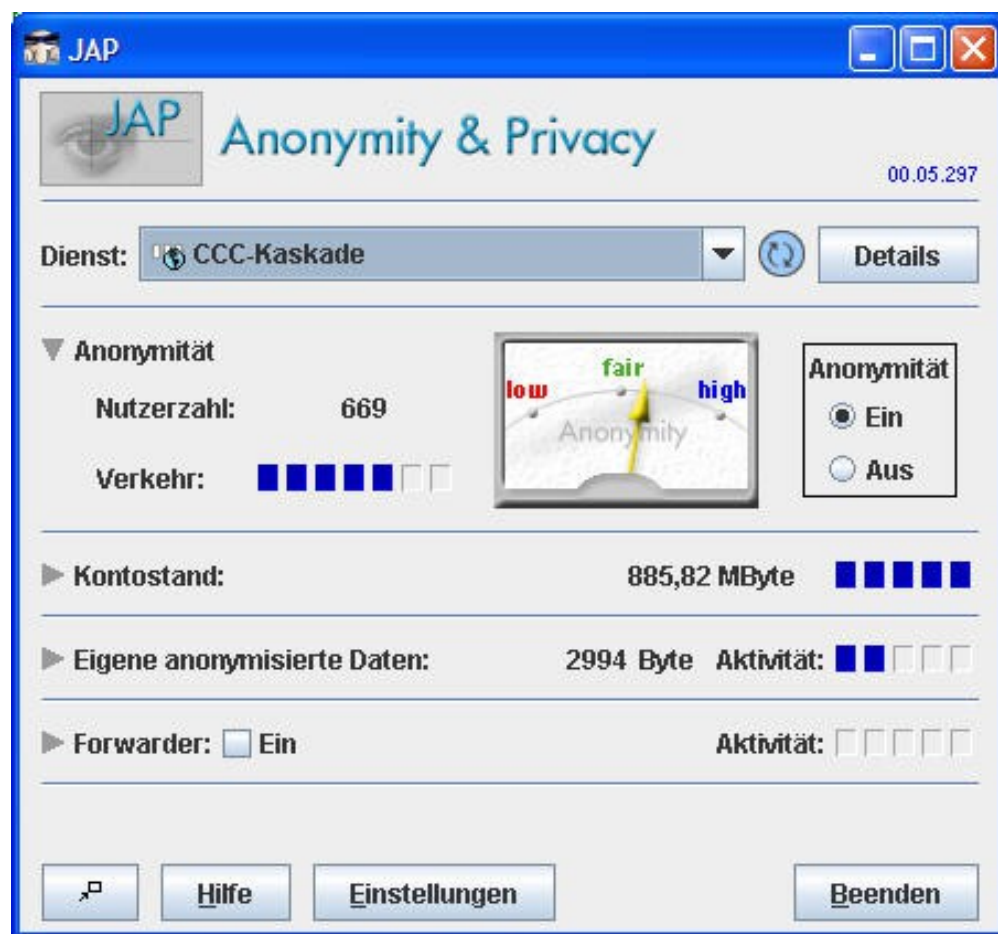 JAP
JAP Anonymity & Privacy
00.05.297
Dienst: CCC-Kaskade Details
Anonymität
Nutzerzahl: 669
Verkehr:
low fair high
Anonymity
Anonymität
Ein
Aus
Kontostand: 885,82 MByte
Eigene anonymisierte Daten: 2994 Byte Aktivität:
Forwarder: Ein Aktivität:
Hilfe Einstellungen Beenden